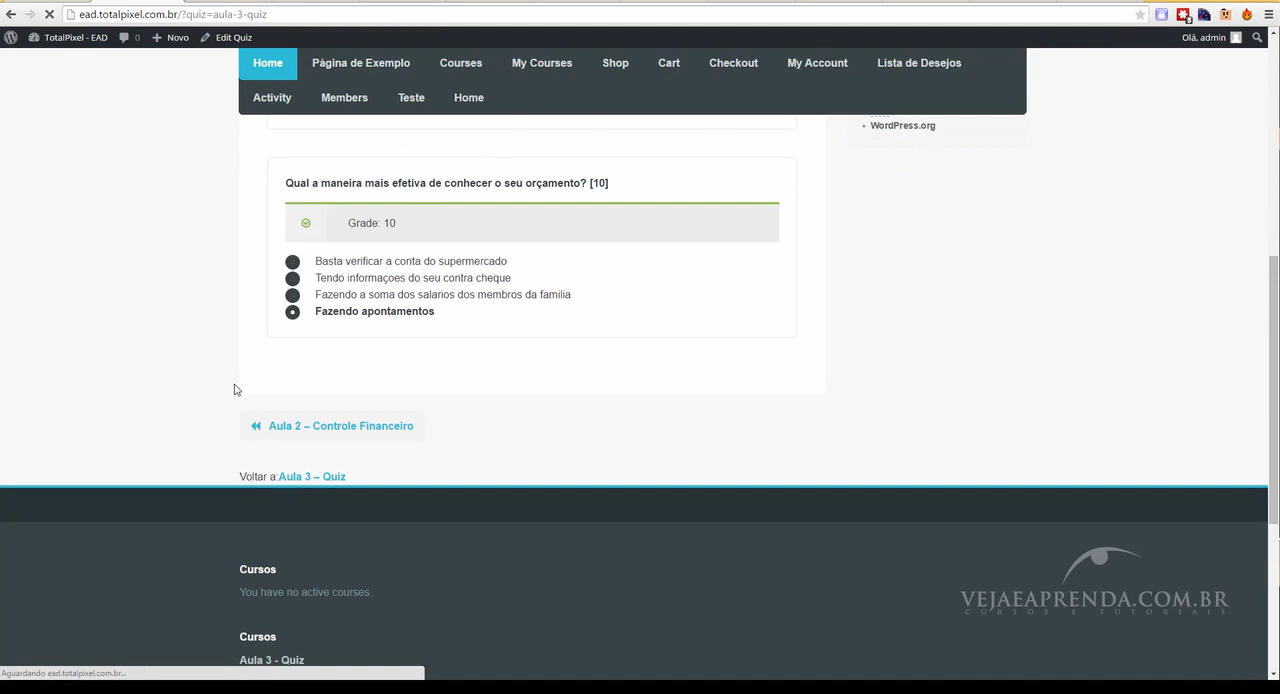 ead.totalpixel.com.br/?quiz=aula-3-quiz
TotalPixel - EAD 0 Novo Edit Quiz Olá, admin
Home Página de Exemplo Courses My Courses Shop Cart Checkout My Account Lista de Desejos
Activity Members Teste Home
WordPress.org
Qual a maneira mais efetiva de conhecer o seu orçamento? [10]
Grade: 10
Basta verificar a conta do supermercado
Tendo informaçoes do seu contra cheque
Fazendo a soma dos salarios dos membros da familia
Fazendo apontamentos
Aula 2 – Controle Financeiro
Voltar a:Aula 3 – Quiz
Cursos
You have no active courses.
VEJAEAPRENDA.COM.BR
CURSOS E TUTORIAIS
Cursos
Aula 3 - Quiz
Aguardando ead.totalpixel.com.br...